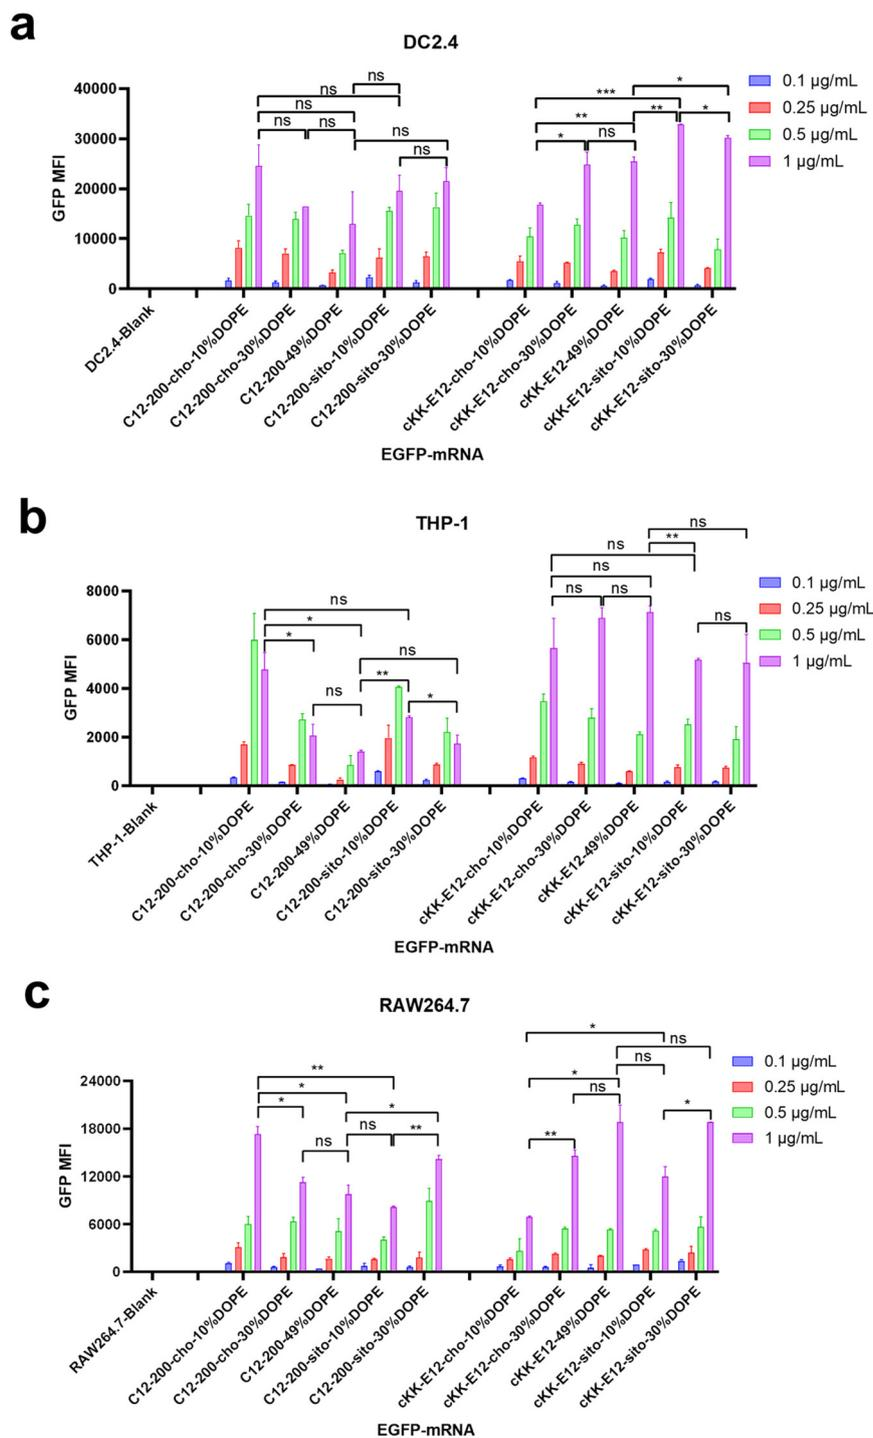 a
DC2.4
GFP MFI
40000
30000
20000
10000
0
ns
ns
ns
ns
ns
ns
ns
***
*
**
**
*
*
ns
0.1 µg/mL
0.25 µg/mL
0.5 µg/mL
1 µg/mL
DC2.4-Blank
C12-200-cho-10%DOPE
C12-200-cho-30%DOPE
C12-200-49%DOPE
C12-200-sito-10%DOPE
C12-200-sito-30%DOPE
cKK-E12-cho-10%DOPE
cKK-E12-cho-30%DOPE
cKK-E12-49%DOPE
cKK-E12-sito-10%DOPE
cKK-E12-sito-30%DOPE
EGFP-mRNA
b
THP-1
GFP MFI
8000
6000
4000
2000
0
ns
*
*
ns
**
ns
*
ns
**
ns
ns
ns
ns
ns
0.1 µg/mL
0.25 µg/mL
0.5 µg/mL
1 µg/mL
THP-1-Blank
C12-200-cho-10%DOPE
C12-200-cho-30%DOPE
C12-200-49%DOPE
C12-200-sito-10%DOPE
C12-200-sito-30%DOPE
cKK-E12-cho-10%DOPE
cKK-E12-cho-30%DOPE
cKK-E12-49%DOPE
cKK-E12-sito-10%DOPE
cKK-E12-sito-30%DOPE
EGFP-mRNA
c
RAW264.7
GFP MFI
24000
18000
12000
6000
0
**
*
*
*
ns
ns
**
*
ns
ns
*
ns
*
**
0.1 µg/mL
0.25 µg/mL
0.5 µg/mL
1 µg/mL
RAW264.7-Blank
C12-200-cho-10%DOPE
C12-200-cho-30%DOPE
C12-200-49%DOPE
C12-200-sito-10%DOPE
C12-200-sito-30%DOPE
cKK-E12-cho-10%DOPE
cKK-E12-cho-30%DOPE
cKK-E12-49%DOPE
cKK-E12-sito-10%DOPE
cKK-E12-sito-30%DOPE
EGFP-mRNA